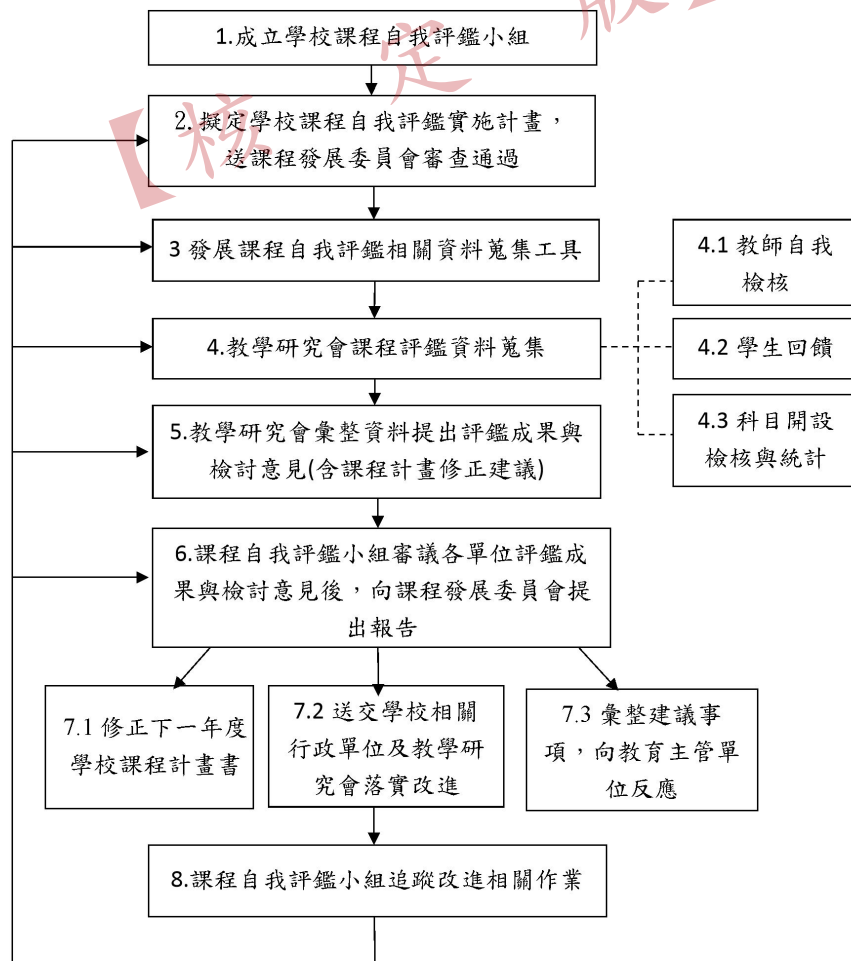 1.成立學校課程自我評鑑小組
2.擬定學校課程自我評鑑實施計畫，
送課程發展委員會審查通過
3 發展課程自我評鑑相關資料蒐集工具
4.教學研究會課程評鑑資料蒐集
4.1 教師自我
檢核
4.2 學生回饋
4.3 科目開設
檢核與統計
5.教學研究會彙整資料提出評鑑成果與
檢討意見(含課程計畫修正建議)
6.課程自我評鑑小組審議各單位評鑑成
果與檢討意見後，向課程發展委員會提
出報告
7.1 修正下一年度
學校課程計畫書
7.2 送交學校相關
行政單位及教學研
究會落實改進
7.3 彙整建議事
項，向教育主管單
位反應
8.課程自我評鑑小組追蹤改進相關作業
【核定版